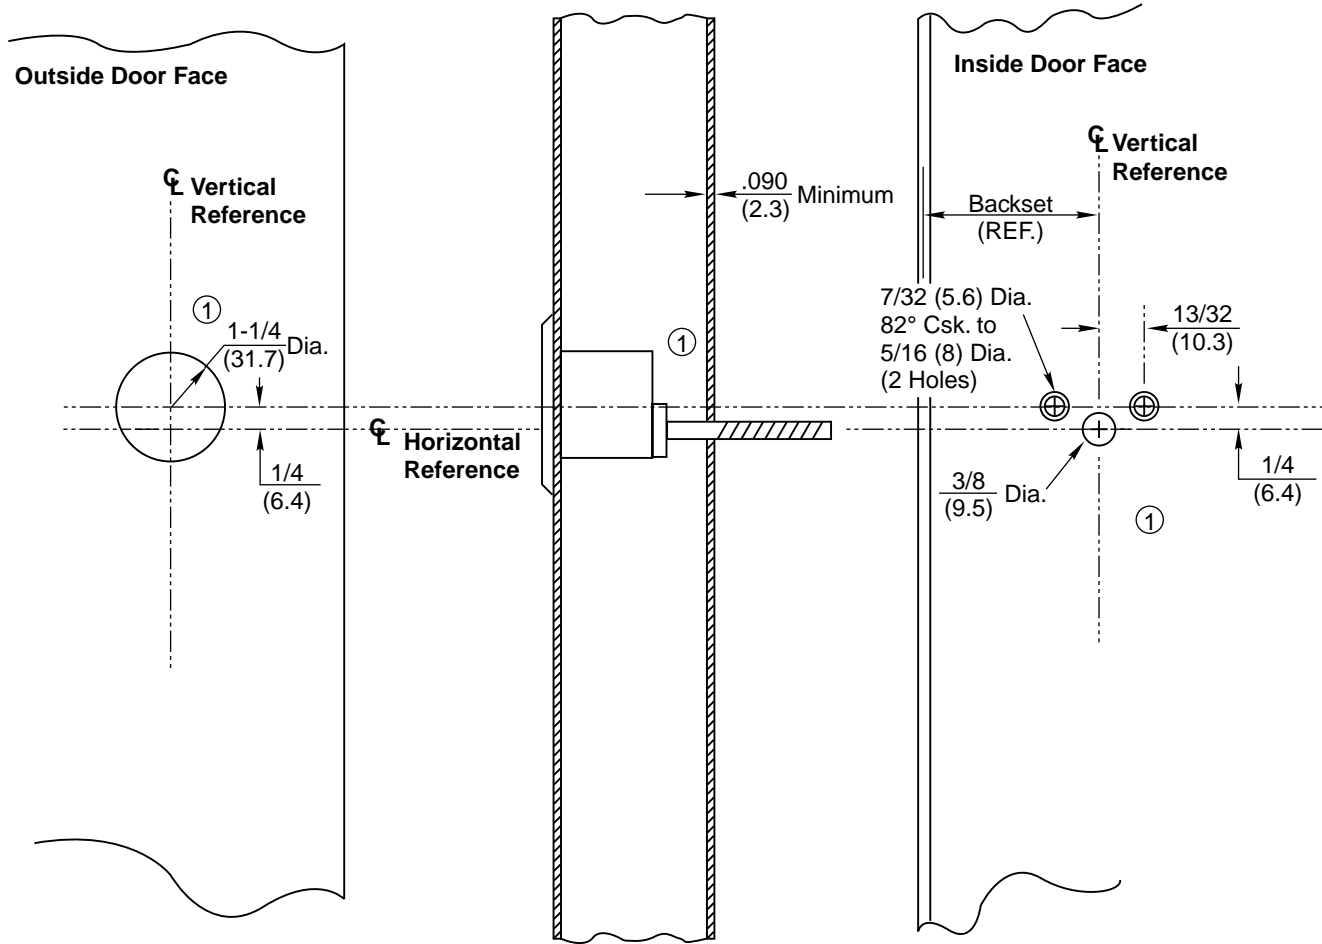 Outside Door Face
℄ Vertical
Reference
1
1-1/4
(31.7)
Dia.
1/4
(6.4)
℄ Horizontal
Reference
.090
(2.3)
Minimum
1
Inside Door Face
℄ Vertical
Reference
Backset
(REF.)
7/32 (5.6) Dia.
82° Csk. to
5/16 (8) Dia.
(2 Holes)
13/32
(10.3)
3/8
(9.5)
Dia.
1/4
(6.4)
1